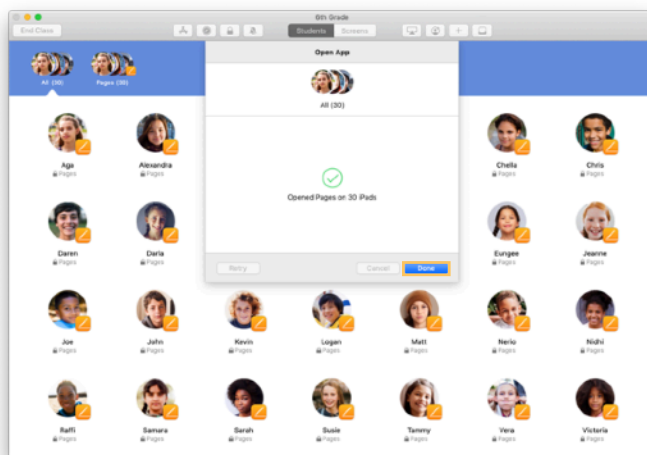 6th Grade
End Class
Students Screens
Open App
All (30) Pages (30)
All (30)
Opened Pages on 30 iPads
Retry Cancel Done
Aga Alexandra Chella Chris
Pages Pages Pages Pages
Daren Daria Eungee Jeanne
Pages Pages Pages Pages
Joe John Kevin Logan Matt Nerio Nidhi
Pages Pages Pages Pages Pages Pages Pages
Raffi Samara Sarah Susie Tammy Vera Victoria
Pages Pages Pages Pages Pages Pages Pages